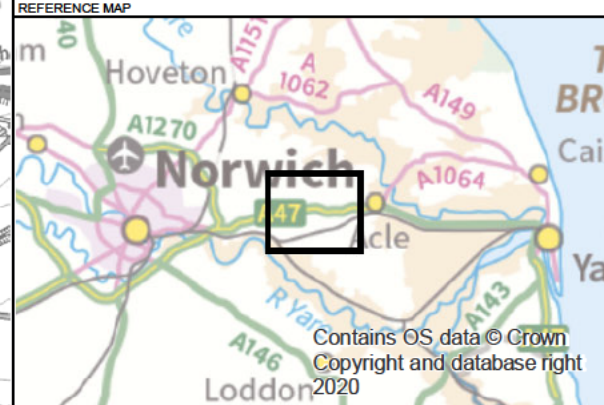 REFERENCE MAP
40
m
Hoveton
A1151
A
1062
A149
BR
A1270
Cai
Norwich
A1064
A47
Acle
Ya
R Yare
A143
A146
Loddon
Contains OS data © Crown
Copyright and database right
2020